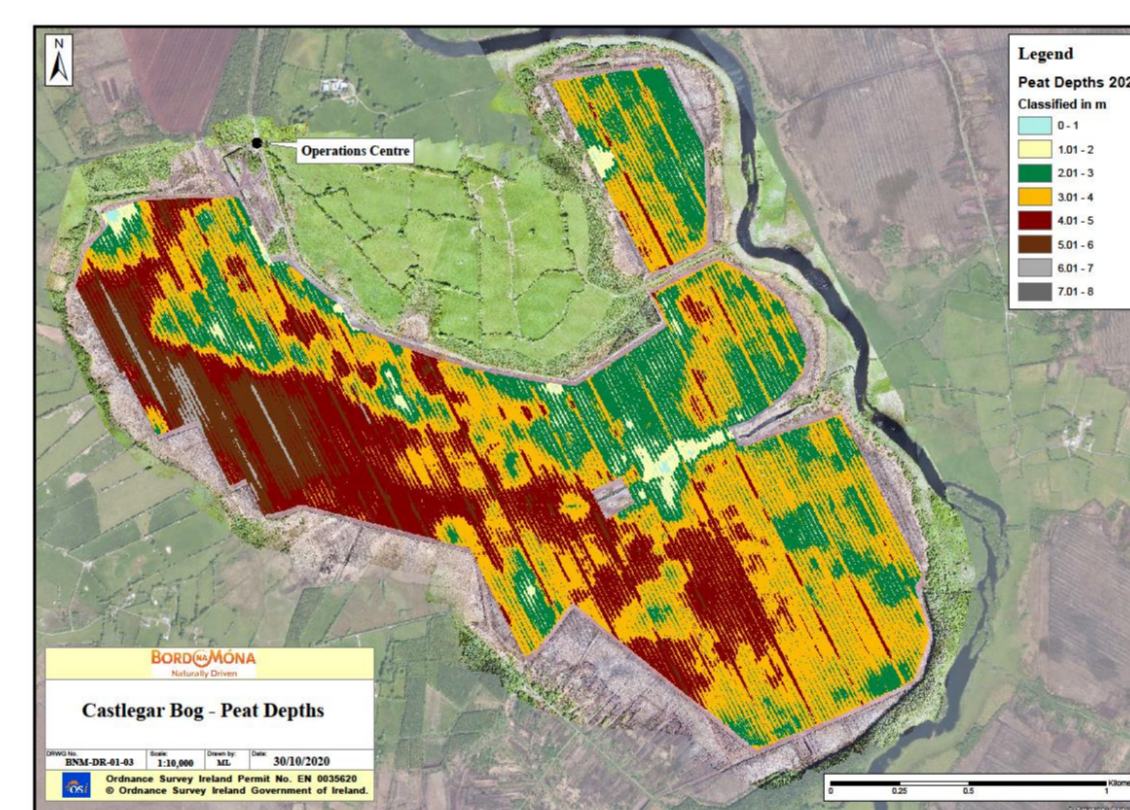 N
Operations Centre
Legend
Peat Depths 202
Classified in m
0 - 1
1.01 - 2
2.01 - 3
3.01 - 4
4.01 - 5
5.01 - 6
6.01 - 7
7.01 - 8
BORD NA MÓNA
Naturally Driven
Castlegar Bog - Peat Depths
DRWG No. Scale: Drawn by: Date:
BNM-DR-01-03 1:10,000 ML 30/10/2020
OSi
Ordnance Survey Ireland Permit No. EN 0035620
© Ordnance Survey Ireland Government of Ireland.
Kilome
0 0.25 0.5 1